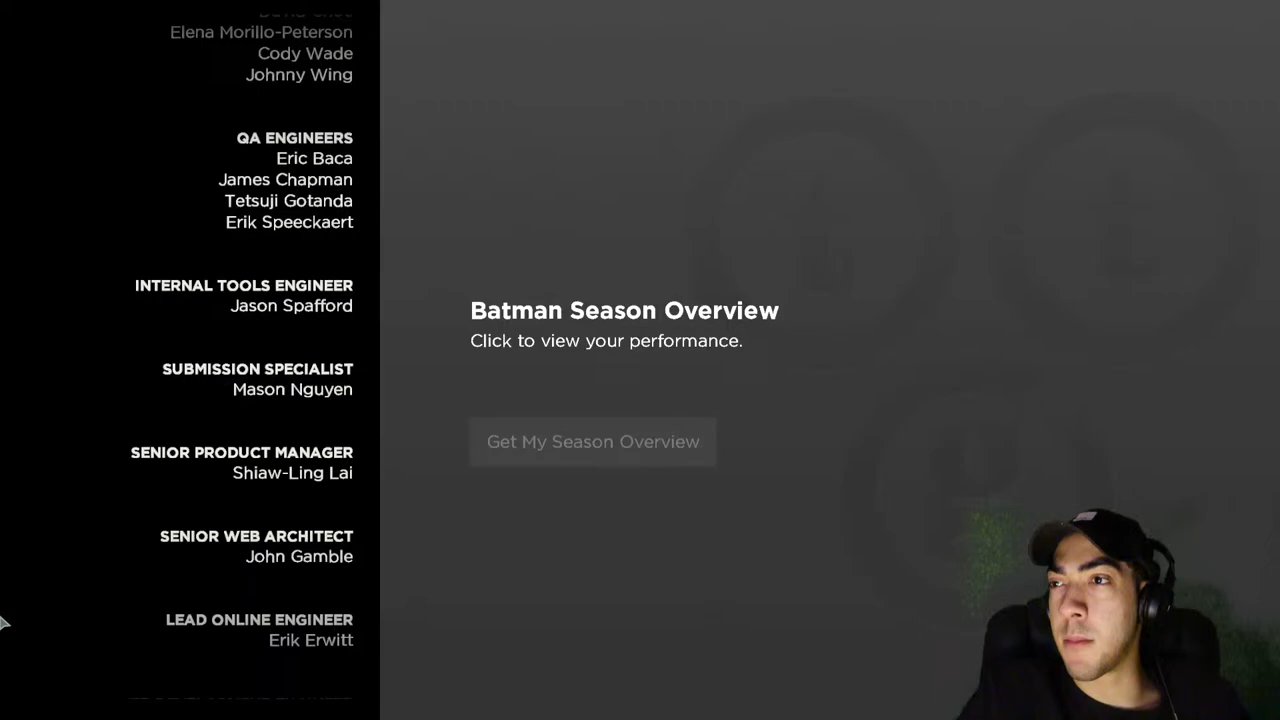 Elena Morillo-Peterson
Cody Wade
Johnny Wing
QA ENGINEERS
Eric Baca
James Chapman
Tetsuji Gotanda
Erik Speeckaert
INTERNAL TOOLS ENGINEER
Jason Spafford
SUBMISSION SPECIALIST
Mason Nguyen
SENIOR PRODUCT MANAGER
Shiaw-Ling Lai
SENIOR WEB ARCHITECT
John Gamble
LEAD ONLINE ENGINEER
Erik Erwitt
Batman Season Overview
Click to view your performance.
Get My Season Overview